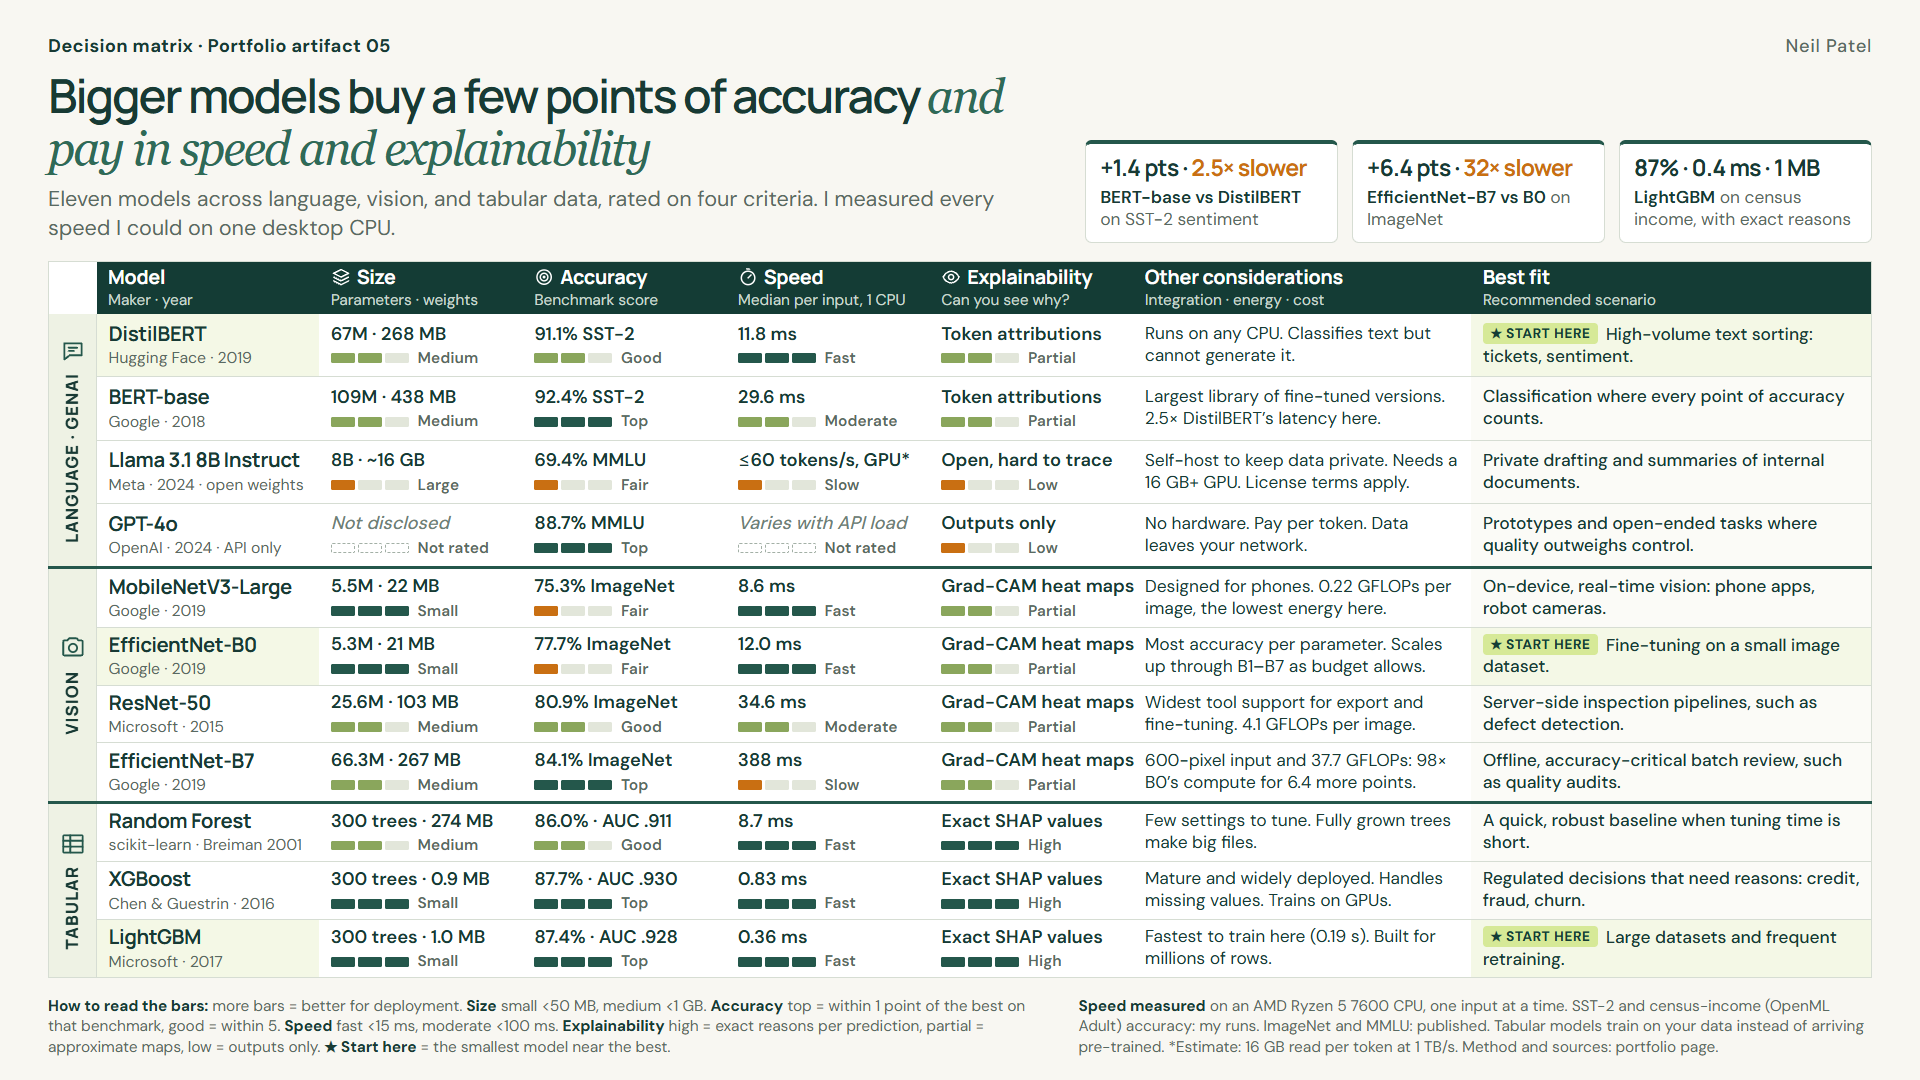 Decision matrix · Portfolio artifact 05
Neil Patel
Bigger models buy a few points of accuracy and
pay in speed and explainability
Eleven models across language, vision, and tabular data, rated on four criteria. I measured every
speed I could on one desktop CPU.
+1.4 pts · 2.5× slower
BERT-base vs DistilBERT
on SST-2 sentiment
+6.4 pts · 32× slower
EfficientNet-B7 vs B0 on
ImageNet
87% · 0.4 ms · 1 MB
LightGBM on census
income, with exact reasons
Model
Maker · year
Size
Parameters · weights
Accuracy
Benchmark score
Speed
Median per input, 1 CPU
Explainability
Can you see why?
Other considerations
Integration · energy · cost
Best fit
Recommended scenario
LANGUAGE · GENAI
DistilBERT
Hugging Face · 2019
67M · 268 MB
Medium
91.1% SST-2
Good
11.8 ms
Fast
Token attributions
Partial
Runs on any CPU. Classifies text but
cannot generate it.
★ START HERE High-volume text sorting:
tickets, sentiment.
BERT-base
Google · 2018
109M · 438 MB
Medium
92.4% SST-2
Top
29.6 ms
Moderate
Token attributions
Partial
Largest library of fine-tuned versions.
2.5× DistilBERT's latency here.
Classification where every point of accuracy
counts.
Llama 3.1 8B Instruct
Meta · 2024 · open weights
8B · ~16 GB
Large
69.4% MMLU
Fair
≤60 tokens/s, GPU*
Slow
Open, hard to trace
Low
Self-host to keep data private. Needs a
16 GB+ GPU. License terms apply.
Private drafting and summaries of internal
documents.
GPT-4o
OpenAI · 2024 · API only
Not disclosed
Not rated
88.7% MMLU
Top
Varies with API load
Not rated
Outputs only
Low
No hardware. Pay per token. Data
leaves your network.
Prototypes and open-ended tasks where
quality outweighs control.
VISION
MobileNetV3-Large
Google · 2019
5.5M · 22 MB
Small
75.3% ImageNet
Fair
8.6 ms
Fast
Grad-CAM heat maps
Partial
Designed for phones. 0.22 GFLOPs per
image, the lowest energy here.
On-device, real-time vision: phone apps,
robot cameras.
EfficientNet-B0
Google · 2019
5.3M · 21 MB
Small
77.7% ImageNet
Fair
12.0 ms
Fast
Grad-CAM heat maps
Partial
Most accuracy per parameter. Scales
up through B1–B7 as budget allows.
★ START HERE Fine-tuning on a small image
dataset.
ResNet-50
Microsoft · 2015
25.6M · 103 MB
Medium
80.9% ImageNet
Good
34.6 ms
Moderate
Grad-CAM heat maps
Partial
Widest tool support for export and
fine-tuning. 4.1 GFLOPs per image.
Server-side inspection pipelines, such as
defect detection.
EfficientNet-B7
Google · 2019
66.3M · 267 MB
Medium
84.1% ImageNet
Top
388 ms
Slow
Grad-CAM heat maps
Partial
600-pixel input and 37.7 GFLOPs: 98×
B0's compute for 6.4 more points.
Offline, accuracy-critical batch review, such
as quality audits.
TABULAR
Random Forest
scikit-learn · Breiman 2001
300 trees · 274 MB
Medium
86.0% · AUC .911
Good
8.7 ms
Fast
Exact SHAP values
High
Few settings to tune. Fully grown trees
make big files.
A quick, robust baseline when tuning time is
short.
XGBoost
Chen & Guestrin · 2016
300 trees · 0.9 MB
Small
87.7% · AUC .930
Top
0.83 ms
Fast
Exact SHAP values
High
Mature and widely deployed. Handles
missing values. Trains on GPUs.
Regulated decisions that need reasons: credit,
fraud, churn.
LightGBM
Microsoft · 2017
300 trees · 1.0 MB
Small
87.4% · AUC .928
Top
0.36 ms
Fast
Exact SHAP values
High
Fastest to train here (0.19 s). Built for
millions of rows.
★ START HERE Large datasets and frequent
retraining.
How to read the bars: more bars = better for deployment. Size small <50 MB, medium <1 GB. Accuracy top = within 1 point of the best on
that benchmark, good = within 5. Speed fast <15 ms, moderate <100 ms. Explainability high = exact reasons per prediction, partial =
approximate maps, low = outputs only. ★ Start here = the smallest model near the best.
Speed measured on an AMD Ryzen 5 7600 CPU, one input at a time. SST-2 and census-income (OpenML
Adult) accuracy: my runs. ImageNet and MMLU: published. Tabular models train on your data instead of arriving
pre-trained. *Estimate: 16 GB read per token at 1 TB/s. Method and sources: portfolio page.